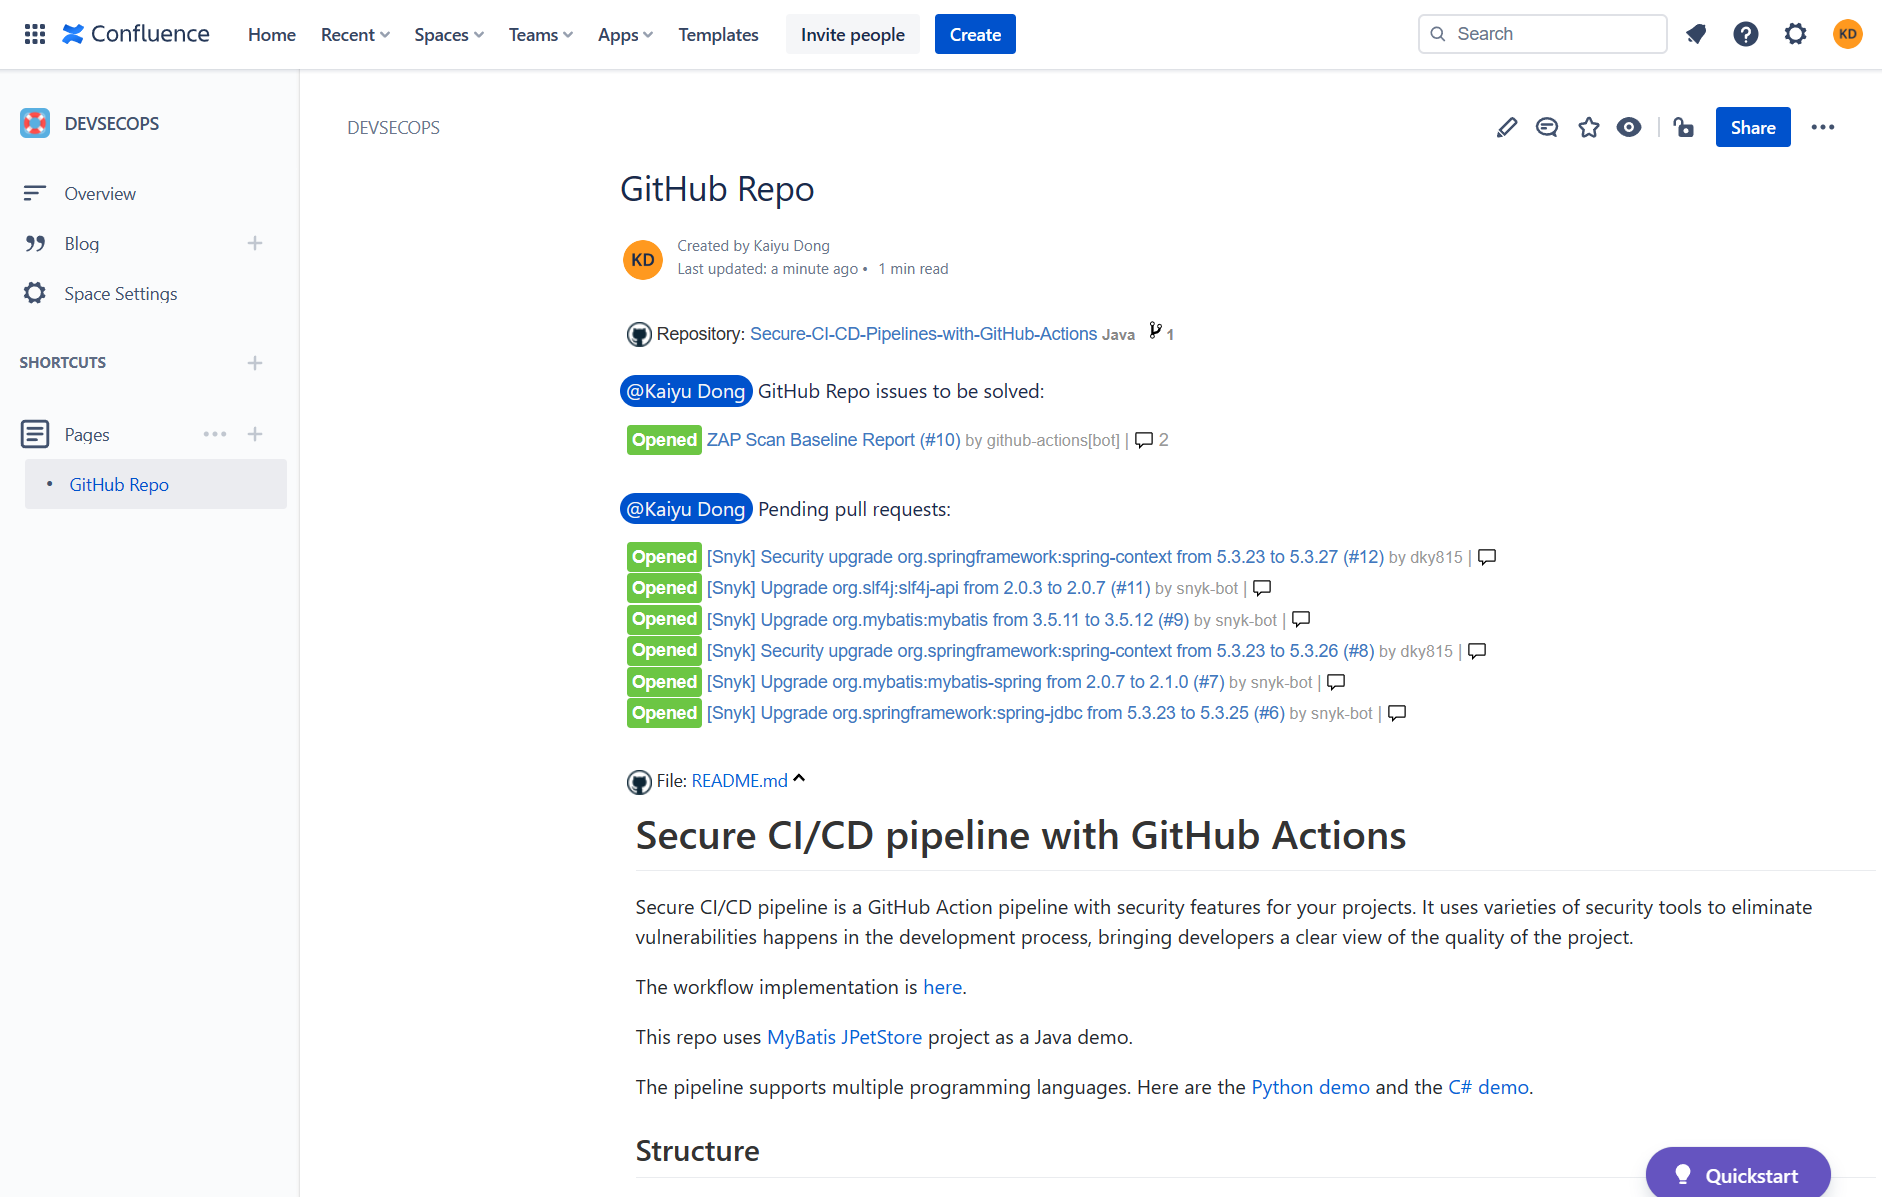 Confluence Home Recent Spaces Teams Apps Templates Invite people Create Search KD
DEVSECOPS
Overview
Blog
Space Settings
SHORTCUTS
Pages
GitHub Repo
DEVSECOPS
Share
GitHub Repo
KD
Created by Kaiyu Dong
Last updated: a minute ago • 1 min read
Repository: Secure-CI-CD-Pipelines-with-GitHub-Actions Java 1
@Kaiyu Dong GitHub Repo issues to be solved:
Opened ZAP Scan Baseline Report (#10) by github-actions[bot] | 2
@Kaiyu Dong Pending pull requests:
Opened [Snyk] Security upgrade org.springframework:spring-context from 5.3.23 to 5.3.27 (#12) by dky815 |
Opened [Snyk] Upgrade org.slf4j:slf4j-api from 2.0.3 to 2.0.7 (#11) by snyk-bot |
Opened [Snyk] Upgrade org.mybatis:mybatis from 3.5.11 to 3.5.12 (#9) by snyk-bot |
Opened [Snyk] Security upgrade org.springframework:spring-context from 5.3.23 to 5.3.26 (#8) by dky815 |
Opened [Snyk] Upgrade org.mybatis:mybatis-spring from 2.0.7 to 2.1.0 (#7) by snyk-bot |
Opened [Snyk] Upgrade org.springframework:spring-jdbc from 5.3.23 to 5.3.25 (#6) by snyk-bot |
File: README.md
Secure CI/CD pipeline with GitHub Actions
Secure CI/CD pipeline is a GitHub Action pipeline with security features for your projects. It uses varieties of security tools to eliminate
vulnerabilities happens in the development process, bringing developers a clear view of the quality of the project.
The workflow implementation is here.
This repo uses MyBatis JPetStore project as a Java demo.
The pipeline supports multiple programming languages. Here are the Python demo and the C# demo.
Structure
Quickstart